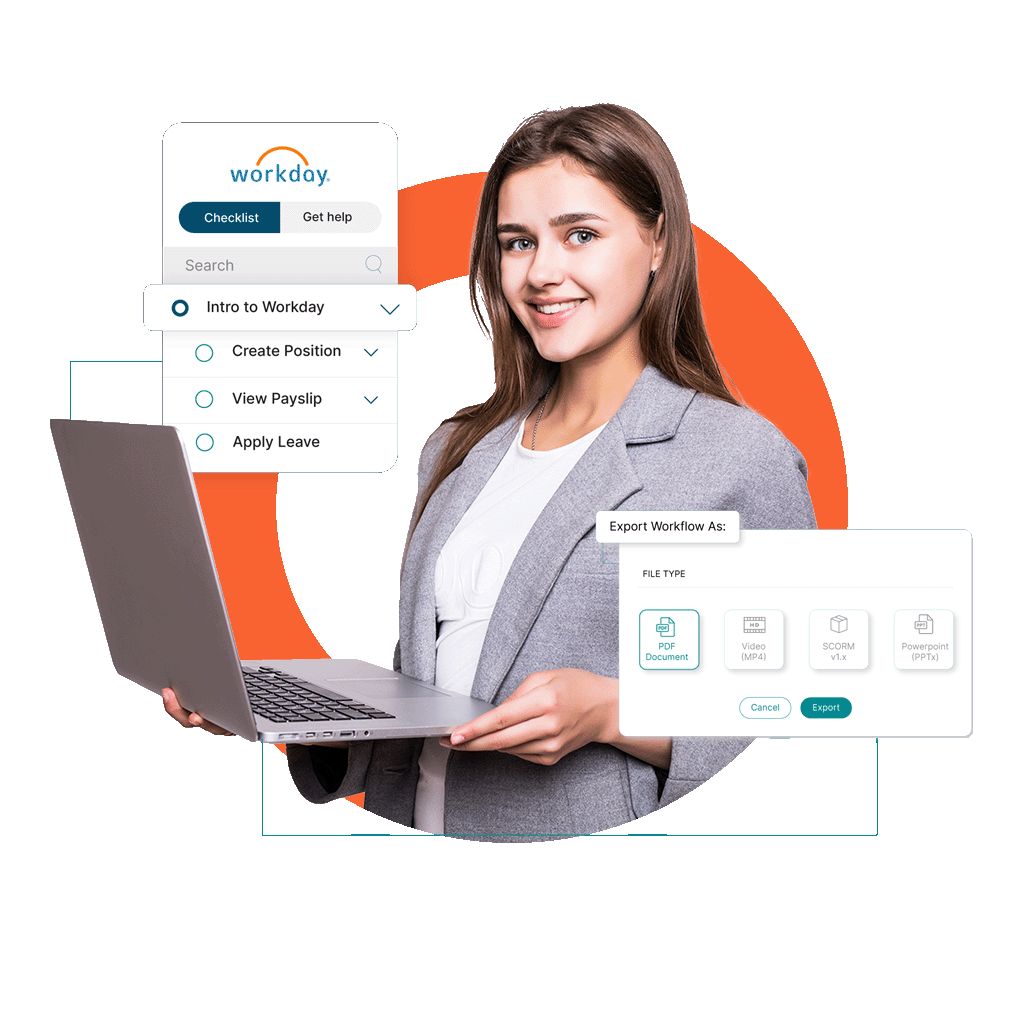 workday.
Checklist
Get help
Search
Intro to Workday
Create Position
View Payslip
Apply Leave
Export Workflow As:
FILE TYPE
PDF
HD
PPT
PDF
Document
Video
(MP4)
SCORM
v1.x
Powerpoint
(PPTx)
Cancel
Export